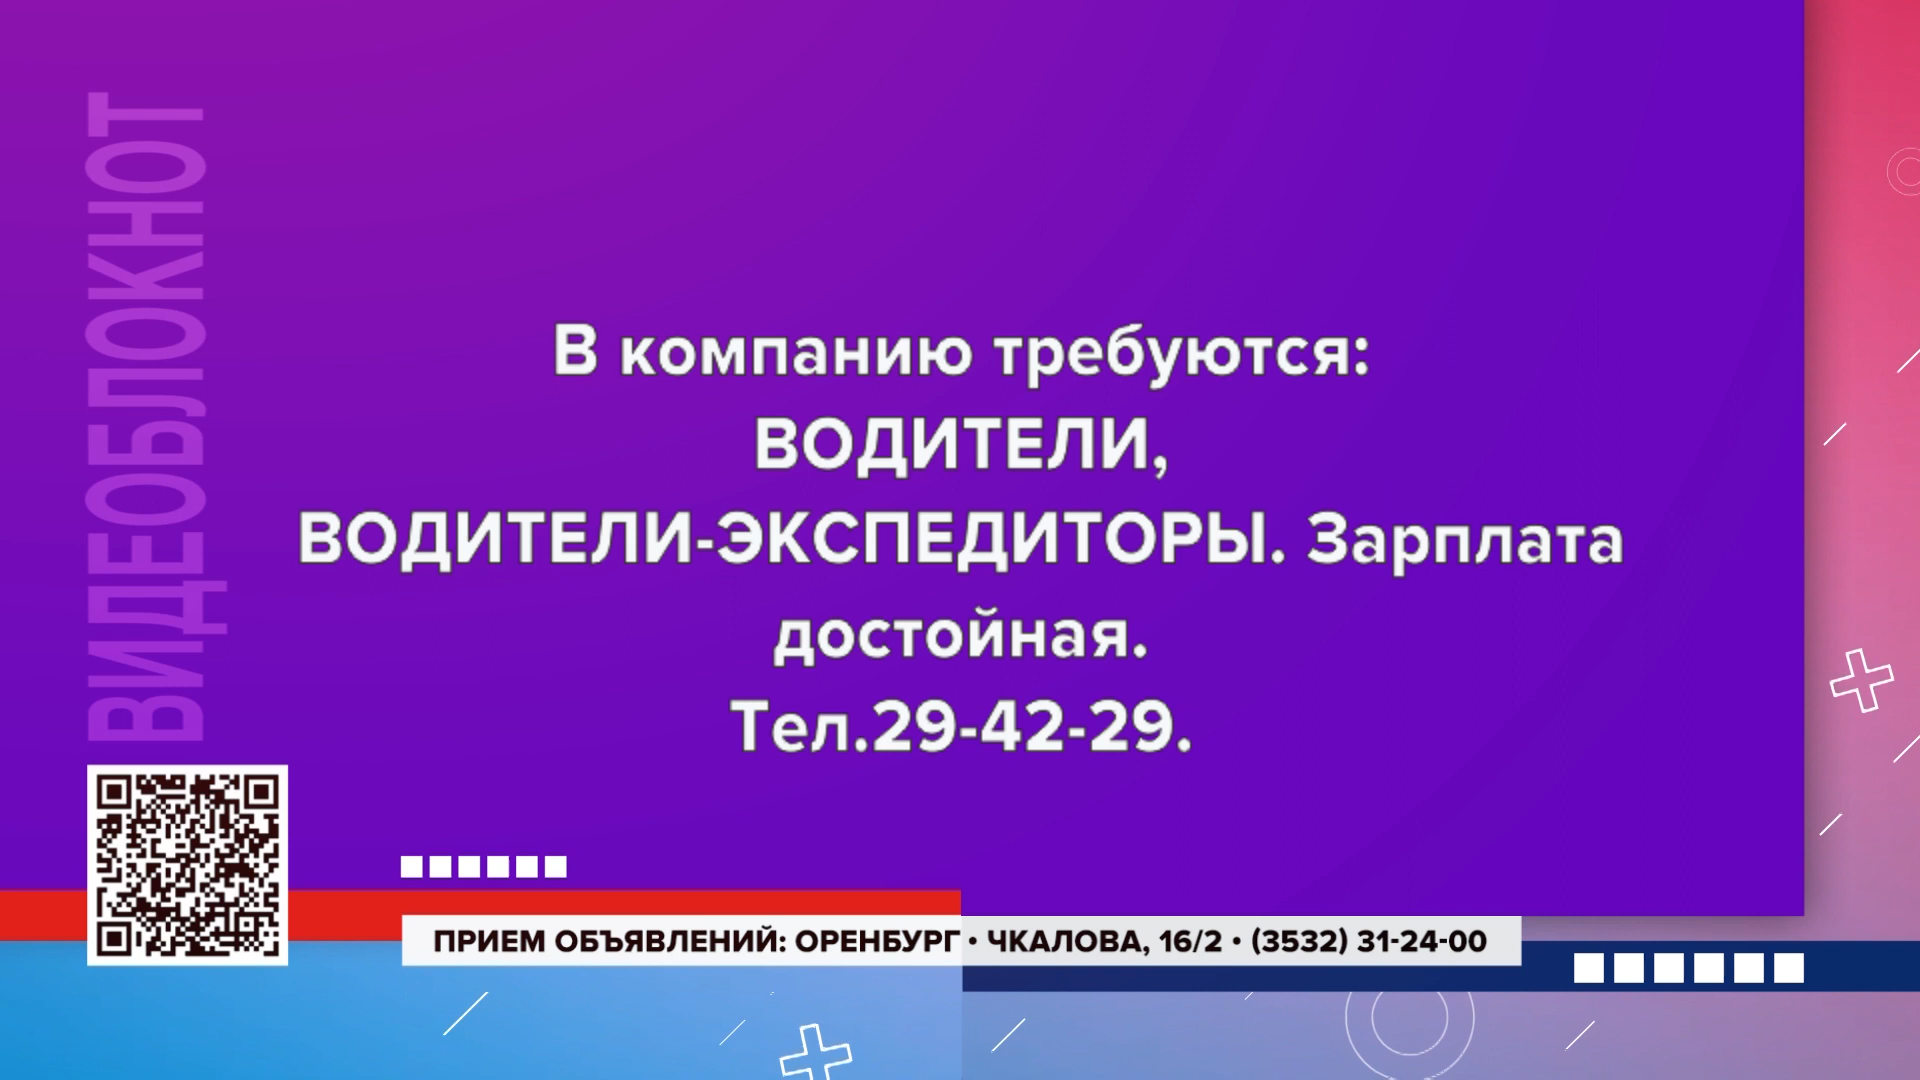 ВИДЕОБЛОКНОТ
В компанию требуются:
ВОДИТЕЛИ,
ВОДИТЕЛИ-ЭКСПЕДИТОРЫ. Зарплата
достойная.
Тел.29-42-29.
ПРИЕМ ОБЪЯВЛЕНИЙ: ОРЕНБУРГ • ЧКАЛОВА, 16/2 • (3532) 31-24-00